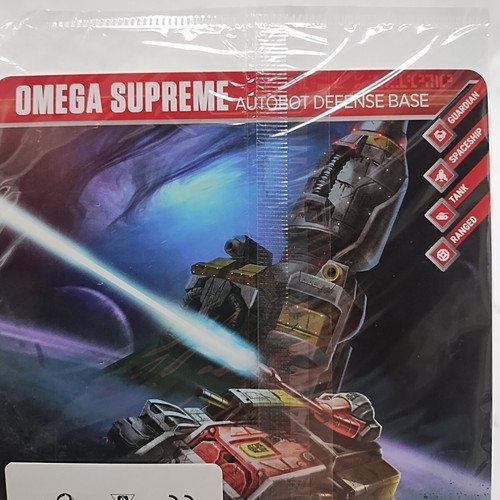 OMEGA SUPREME AUTOBOT DEFENSE BASE
GUARDIAN
SPACESHIP
TANK
RANGED